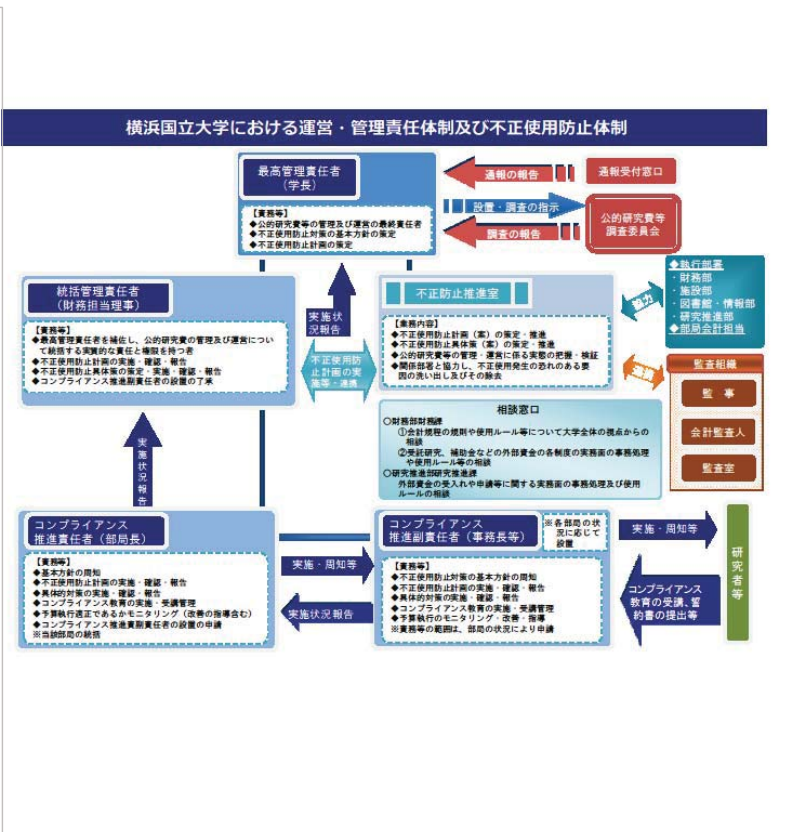 横浜国立大学における運営・管理責任体制及び不正使用防止体制
最高管理責任者
（学長）
【責務等】
◆公的研究費等の管理及び運営の最終責任者
◆不正使用防止対策の基本方針の策定
◆不正使用防止計画の策定
通報の報告
通報受付窓口
設置・調査の指示
調査の報告
公的研究費等
調査委員会
統括管理責任者
（財務担当理事）
【責務等】
◆最高管理責任者を補佐し、公的研究費の管理及び運営につい
て統括する実質的な責任と権限を持つ者
◆不正使用防止計画の実施・確認・報告
◆不正使用防止具体策の策定・実施・確認・報告
◆コンプライアンス推進副責任者の設置の了承
実施状
況報告
不正使用防
止計画の実
施等・連携
不正防止推進室
【業務内容】
◆不正使用防止計画（案）の策定・推進
◆不正使用防止具体策（案）の策定・推進
◆公的研究費等の管理・運営に係る実態の把握・検証
◆関係部署と協力し、不正使用発生の恐れのある要
因の洗い出し及びその除去
協力
◆執行部署
・財務部
・施設部
・図書館・情報部
・研究推進部
◆部局会計担当
連携
監査組織
監　事
会計監査人
監査室
相談窓口
○財務部財務課
①会計規程の規則や使用ルール等について大学全体の視点からの
相談
②受託研究、補助金などの外部資金の各制度の実務面の事務処理
や使用ルール等の相談
○研究推進部研究推進課
外部資金の受入れや申請等に関する実務面の事務処理及び使用
ルールの相談
実施状況報告
コンプライアンス
推進責任者（部局長）
【責務等】
◆基本方針の周知
◆不正使用防止計画の実施・確認・報告
◆具体的対策の実施・確認・報告
◆コンプライアンス教育の実施・受講管理
◆予算執行適正であるかモニタリング（改善の指導含む）
◆コンプライアンス推進責副責任者の設置の申請
※当該部局の統括
実施・周知等
実施状況報告
コンプライアンス
推進副責任者（事務長等）
※各部局の状
況に応じて
設置
【責務等】
◆不正使用防止対策の基本方針の周知
◆不正使用防止計画の実施・確認・報告
◆具体的対策の実施・確認・報告
◆コンプライアンス教育の実施・受講管理
◆予算執行のモニタリング・改善・指導
※責務等の範囲は、部局の状況により申請
実施・周知等
コンプライアンス
教育の受講、誓
約書の提出等
研究者等